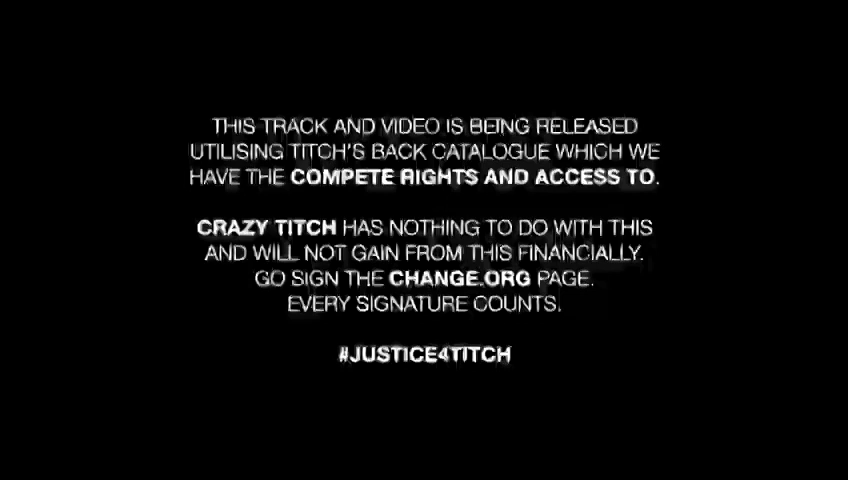 THIS TRACK AND VIDEO IS BEING RELEASED
UTILISING TITCH'S BACK CATALOGUE WHICH WE
HAVE THE COMPETE RIGHTS AND ACCESS TO.
CRAZY TITCH HAS NOTHING TO DO WITH THIS
AND WILL NOT GAIN FROM THIS FINANCIALLY.
GO SIGN THE CHANGE.ORG PAGE.
EVERY SIGNATURE COUNTS.
#JUSTICE4TITCH